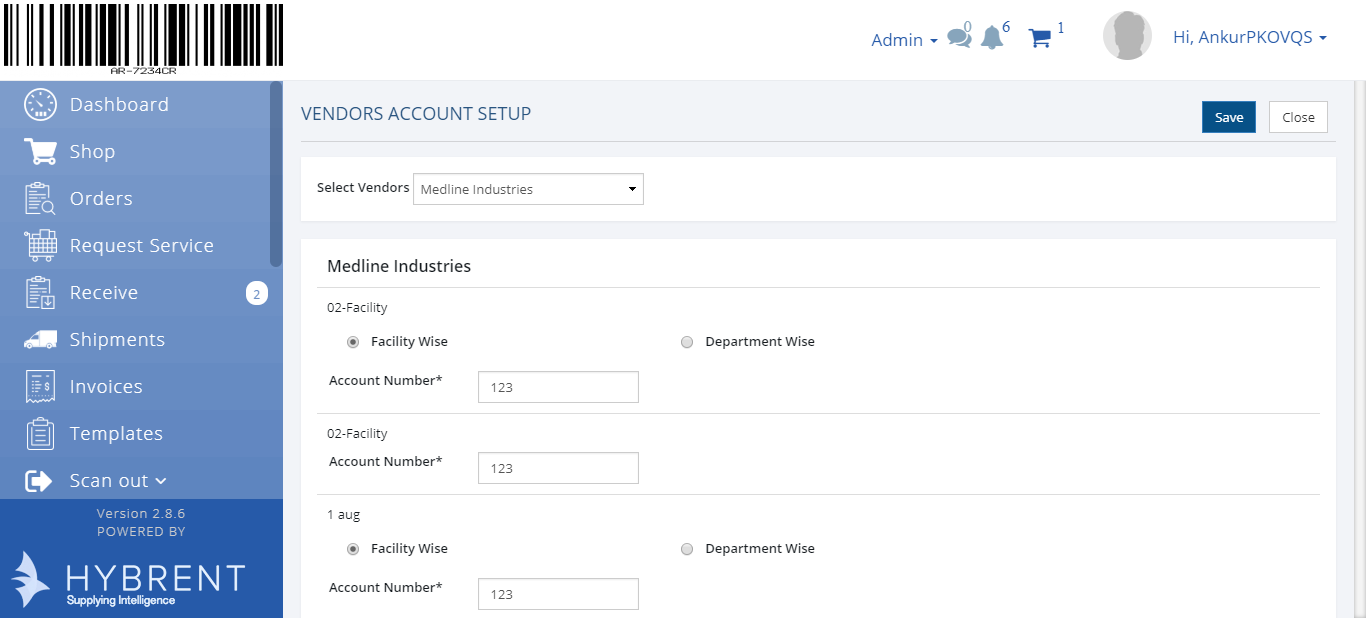 AR-7234CR
Admin 0 6 1 Hi, AnkurPKOVQS
Dashboard
Shop
Orders
Request Service
Receive 2
Shipments
Invoices
Templates
Scan out
Version 2.8.6
POWERED BY
HYBRENT
Supplying Intelligence
VENDORS ACCOUNT SETUP
Save Close
Select Vendors Medline Industries
Medline Industries
02-Facility
Facility Wise Department Wise
Account Number* 123
02-Facility
Account Number* 123
1 aug
Facility Wise Department Wise
Account Number* 123